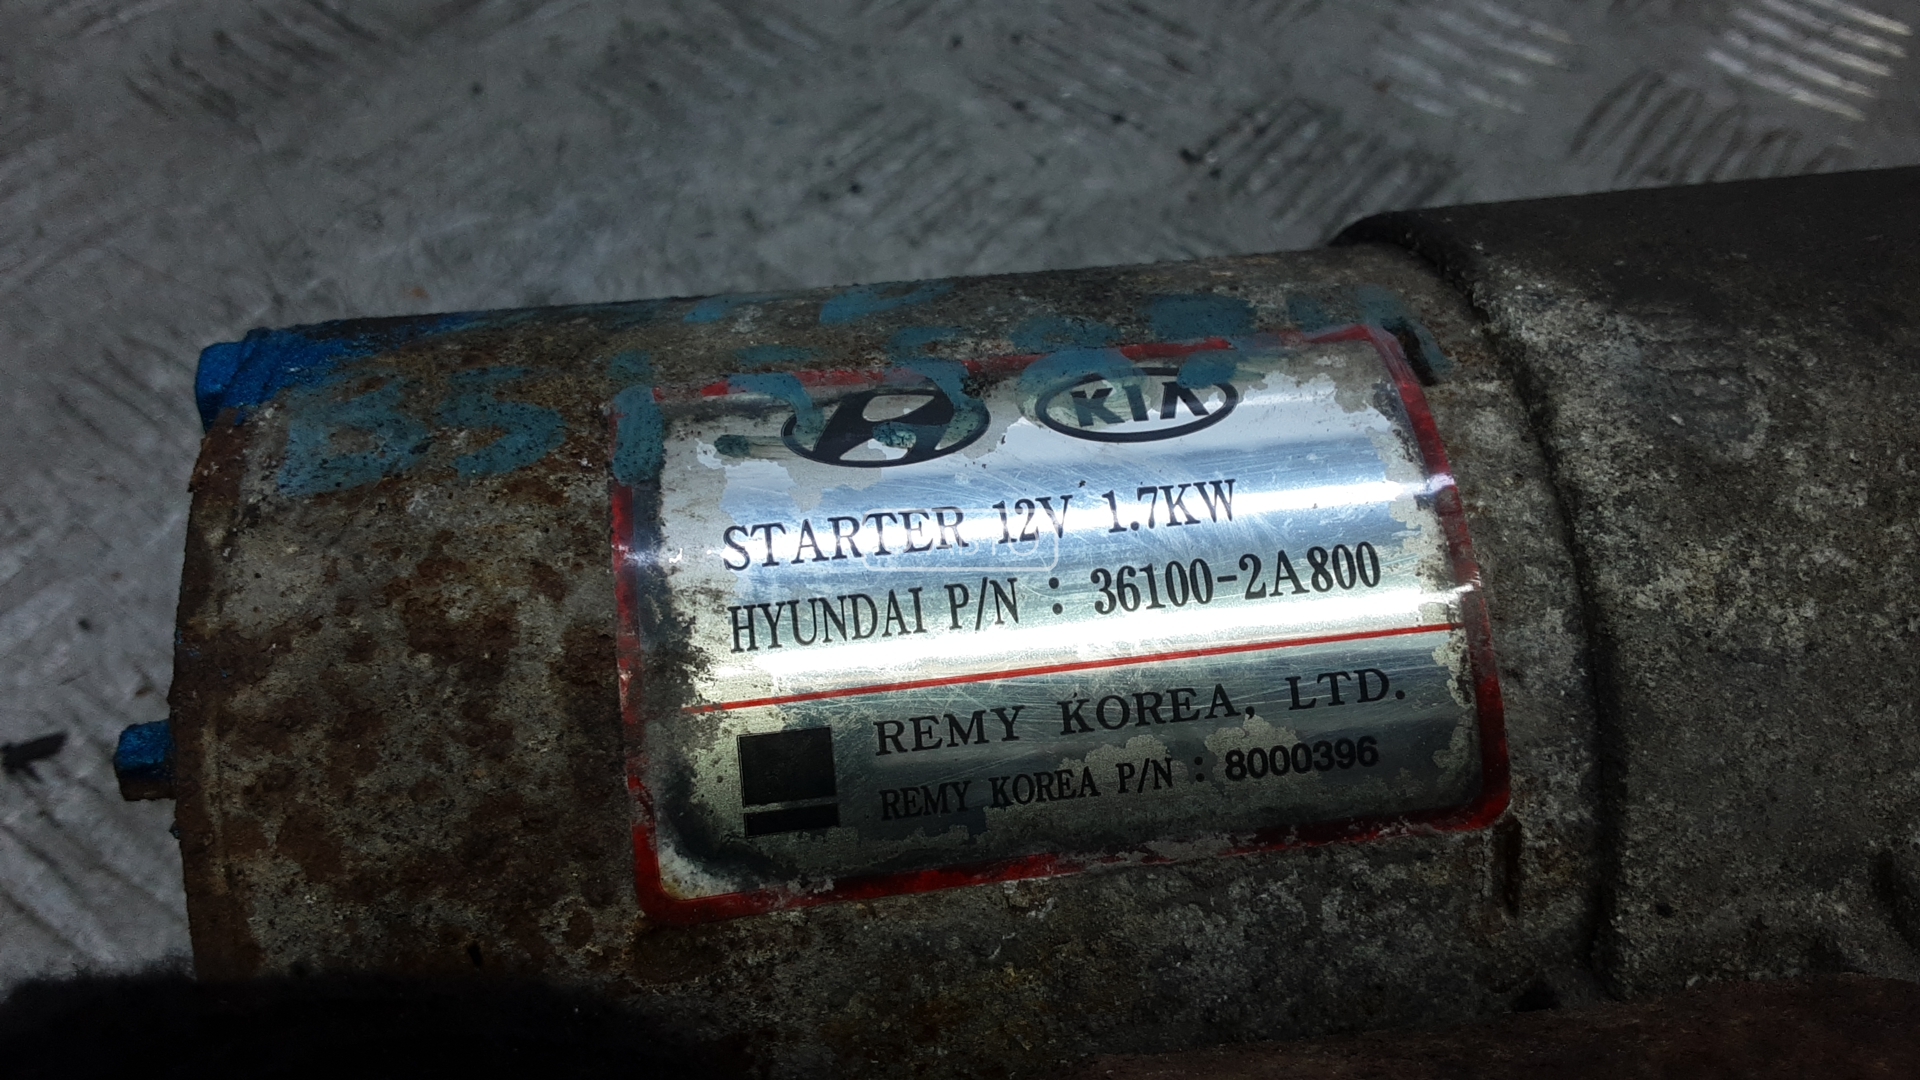 KIA
STARTER 12V 1.7KW
HYUNDAI P/N : 36100-2A800
REMY KOREA, LTD.
REMY KOREA P/N : 8000396